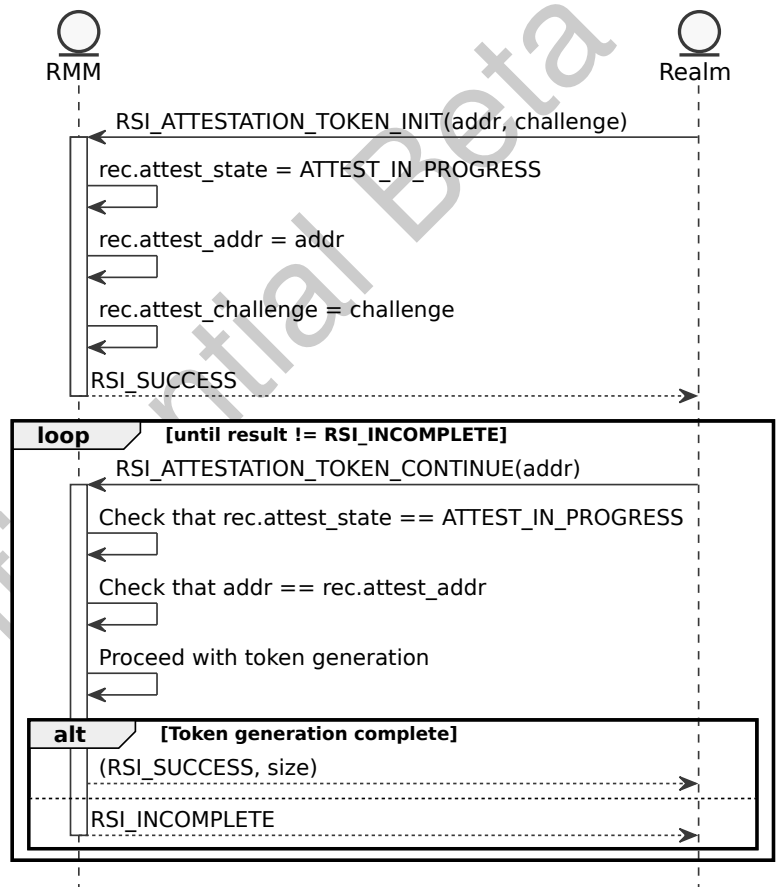 RMM
Realm
RSI_ATTESTATION_TOKEN_INIT(addr, challenge)
rec.attest_state = ATTEST_IN_PROGRESS
rec.attest_addr = addr
rec.attest_challenge = challenge
RSI_SUCCESS
loop
[until result != RSI_INCOMPLETE]
RSI_ATTESTATION_TOKEN_CONTINUE(addr)
Check that rec.attest_state == ATTEST_IN_PROGRESS
Check that addr == rec.attest_addr
Proceed with token generation
alt
[Token generation complete]
(RSI_SUCCESS, size)
RSI_INCOMPLETE
ntial Beta